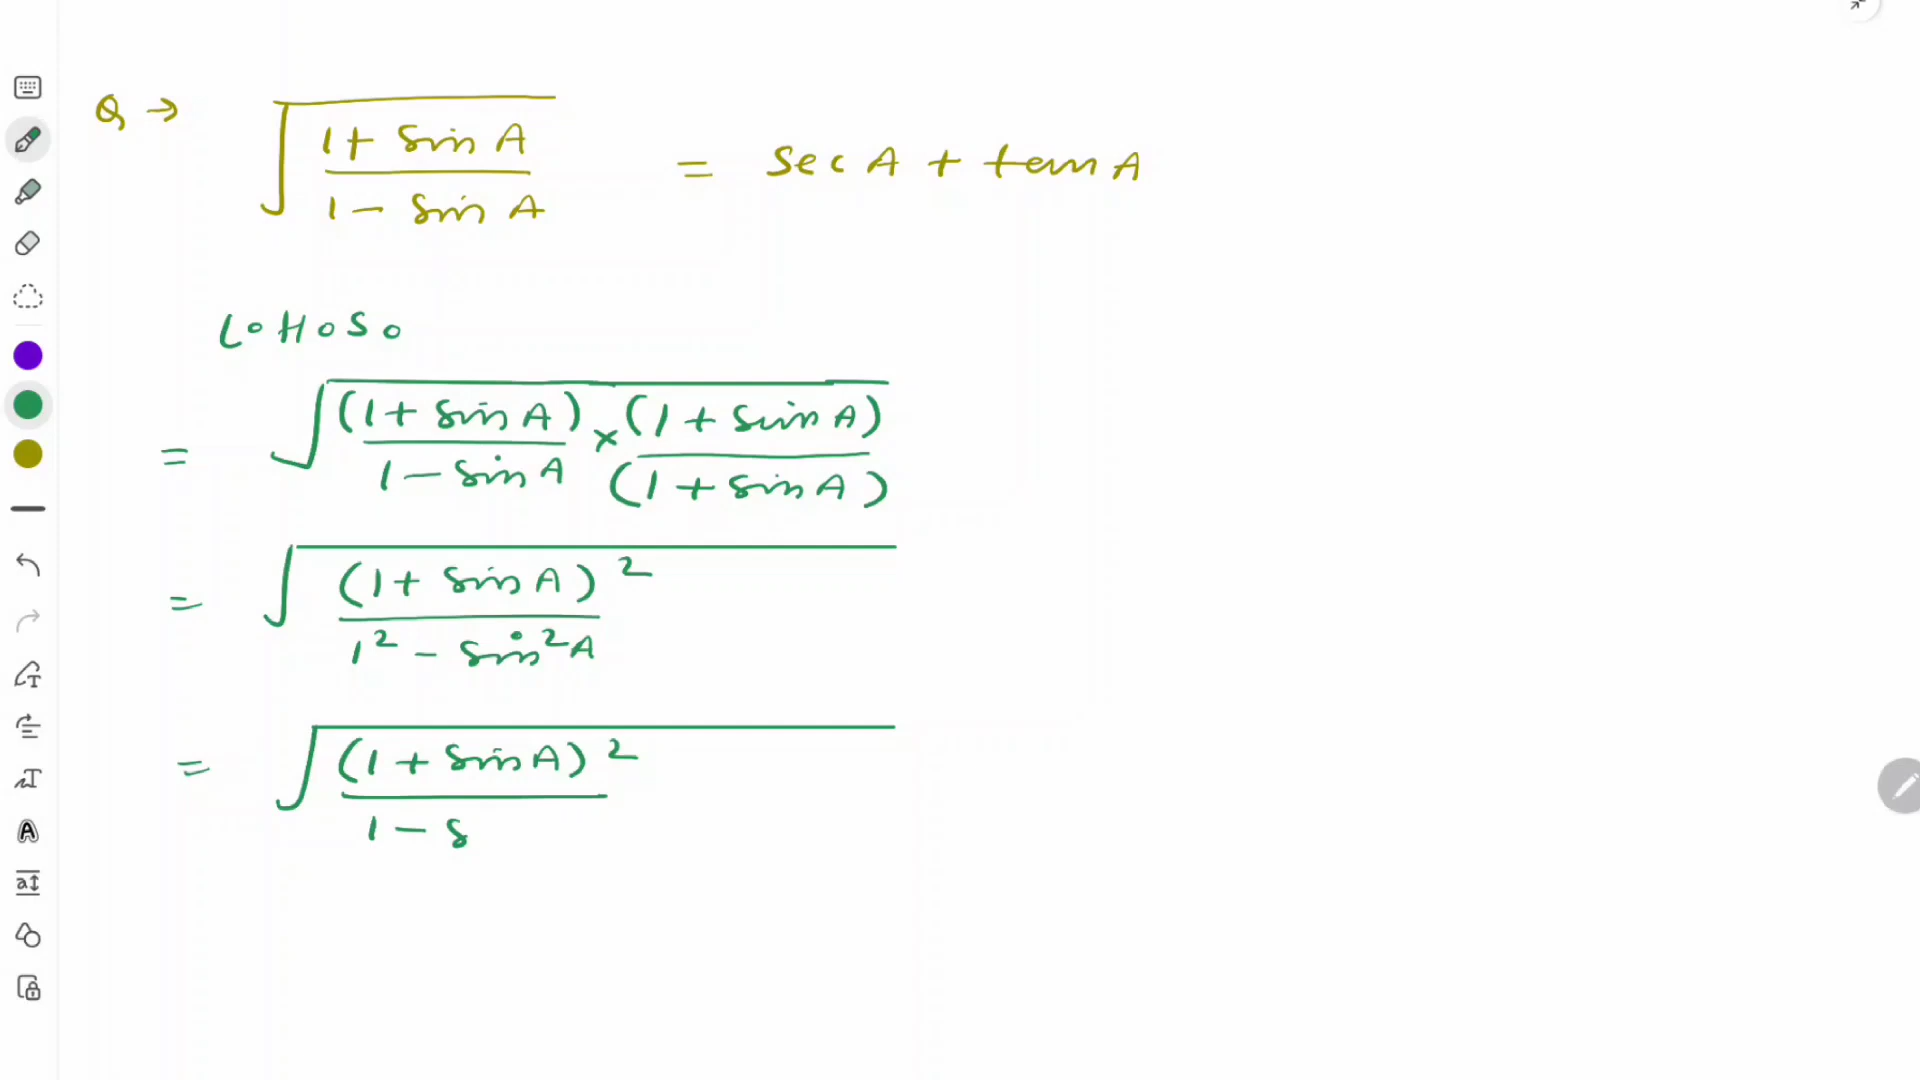 Q → √((1 + sin A)/(1 - sin A)) = sec A + tan A
L.H.S.
= √((1 + sin A)/(1 - sin A) × (1 + sin A)/(1 + sin A))
= √((1 + sin A)²/(1² - sin² A))
= √((1 + sin A)²/(1 - s